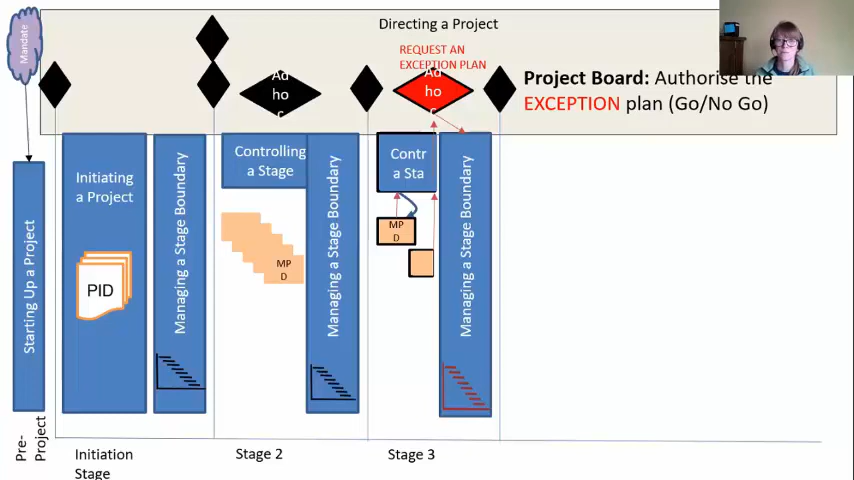 Mandate
Directing a Project
REQUEST AN
EXCEPTION PLAN
Ad
ho
c
Ad
ho
c
Project Board: Authorise the
EXCEPTION plan (Go/No Go)
Starting Up a Project
Initiating
a Project
PID
Managing a Stage Boundary
Controlling
a Stage
MP
D
Managing a Stage Boundary
Contr
a Sta
MP
D
Managing a Stage Boundary
Pre-
Project
Initiation
Stage
Stage 2
Stage 3